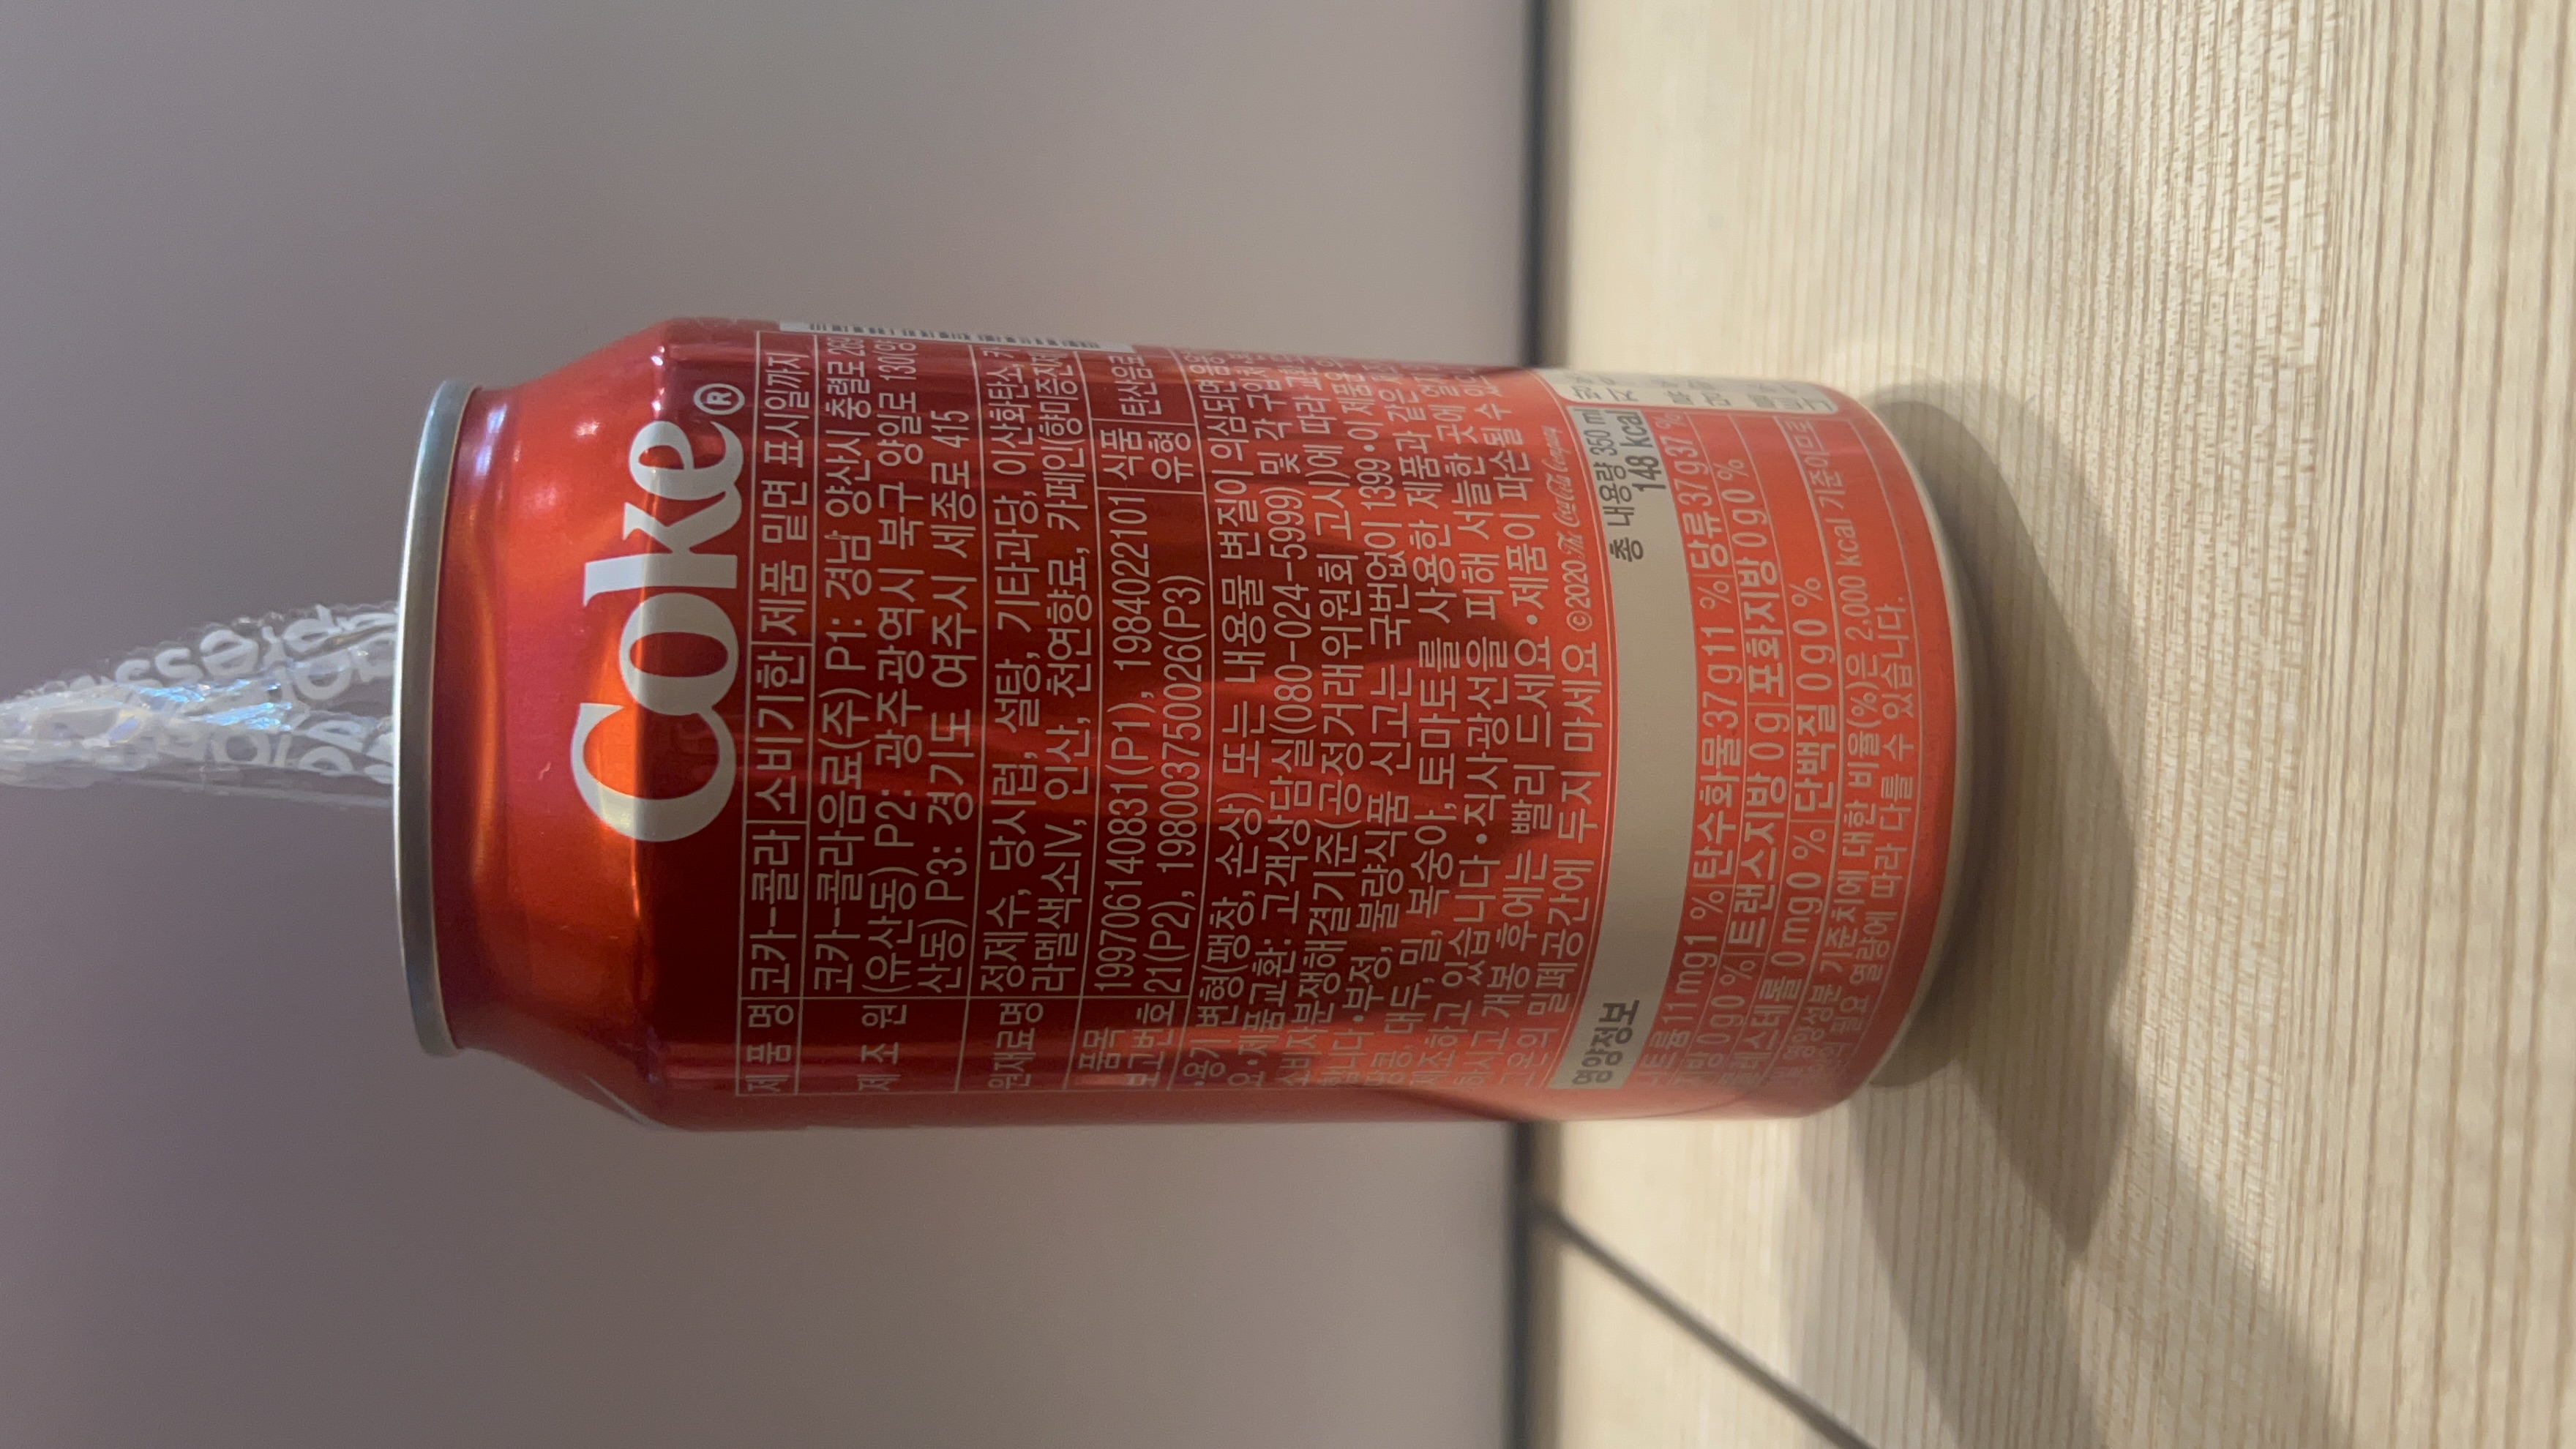 Coke®
제 품 명 코카-콜라 소비기한 제품 밑면 표시일까지
제 조 원 코카-콜라음료(주) P1: 경남 양산시 충렬로 269
(유산동) P2: 광주광역시 북구 양일로 130(양
산동) P3: 경기도 여주시 세종로 415
원재료명 정제수, 당시럽, 설탕, 기타과당, 이산화탄소, 카
라멜색소IV, 인산, 천연향료, 카페인(향미증진제
품목 보고번호 199706140831(P1), 1984022101
21(P2), 198003750026(P3)
식품 유형 탄산음료
•용기 변형(팽창, 손상) 또는 내용물 변질이 의심되면
요•제품교환: 고객상담실(080-024-5999) 및 각 구입처•
소비자분쟁해결기준(공정거래위원회 고시)에 따라
합니다•부정, 불량식품 신고는 국번없이 1399•이 제품은
땅콩, 대두, 밀, 복숭아, 토마토를 사용한 제품과 같은
제조하고 있습니다•직사광선을 피해 서늘한 곳에
하시고 개봉 후에는 빨리 드세요•제품이 파손될 수
고온의 밀폐공간에 두지 마세요 ©2020 The Coca-Cola Company
영양정보 총 내용량 350 ml
148 kcal
나트륨 11 mg 1 % 탄수화물 37 g 11 % 당류 37 g 37 %
지방 0 g 0 % 트랜스지방 0 g 포화지방 0 g 0 %
콜레스테롤 0 mg 0 % 단백질 0 g 0 %
영양성분 기준치에 대한 비율(%)은 2,000 kcal 기준이므로
필요 열량에 따라 다를 수 있습니다.